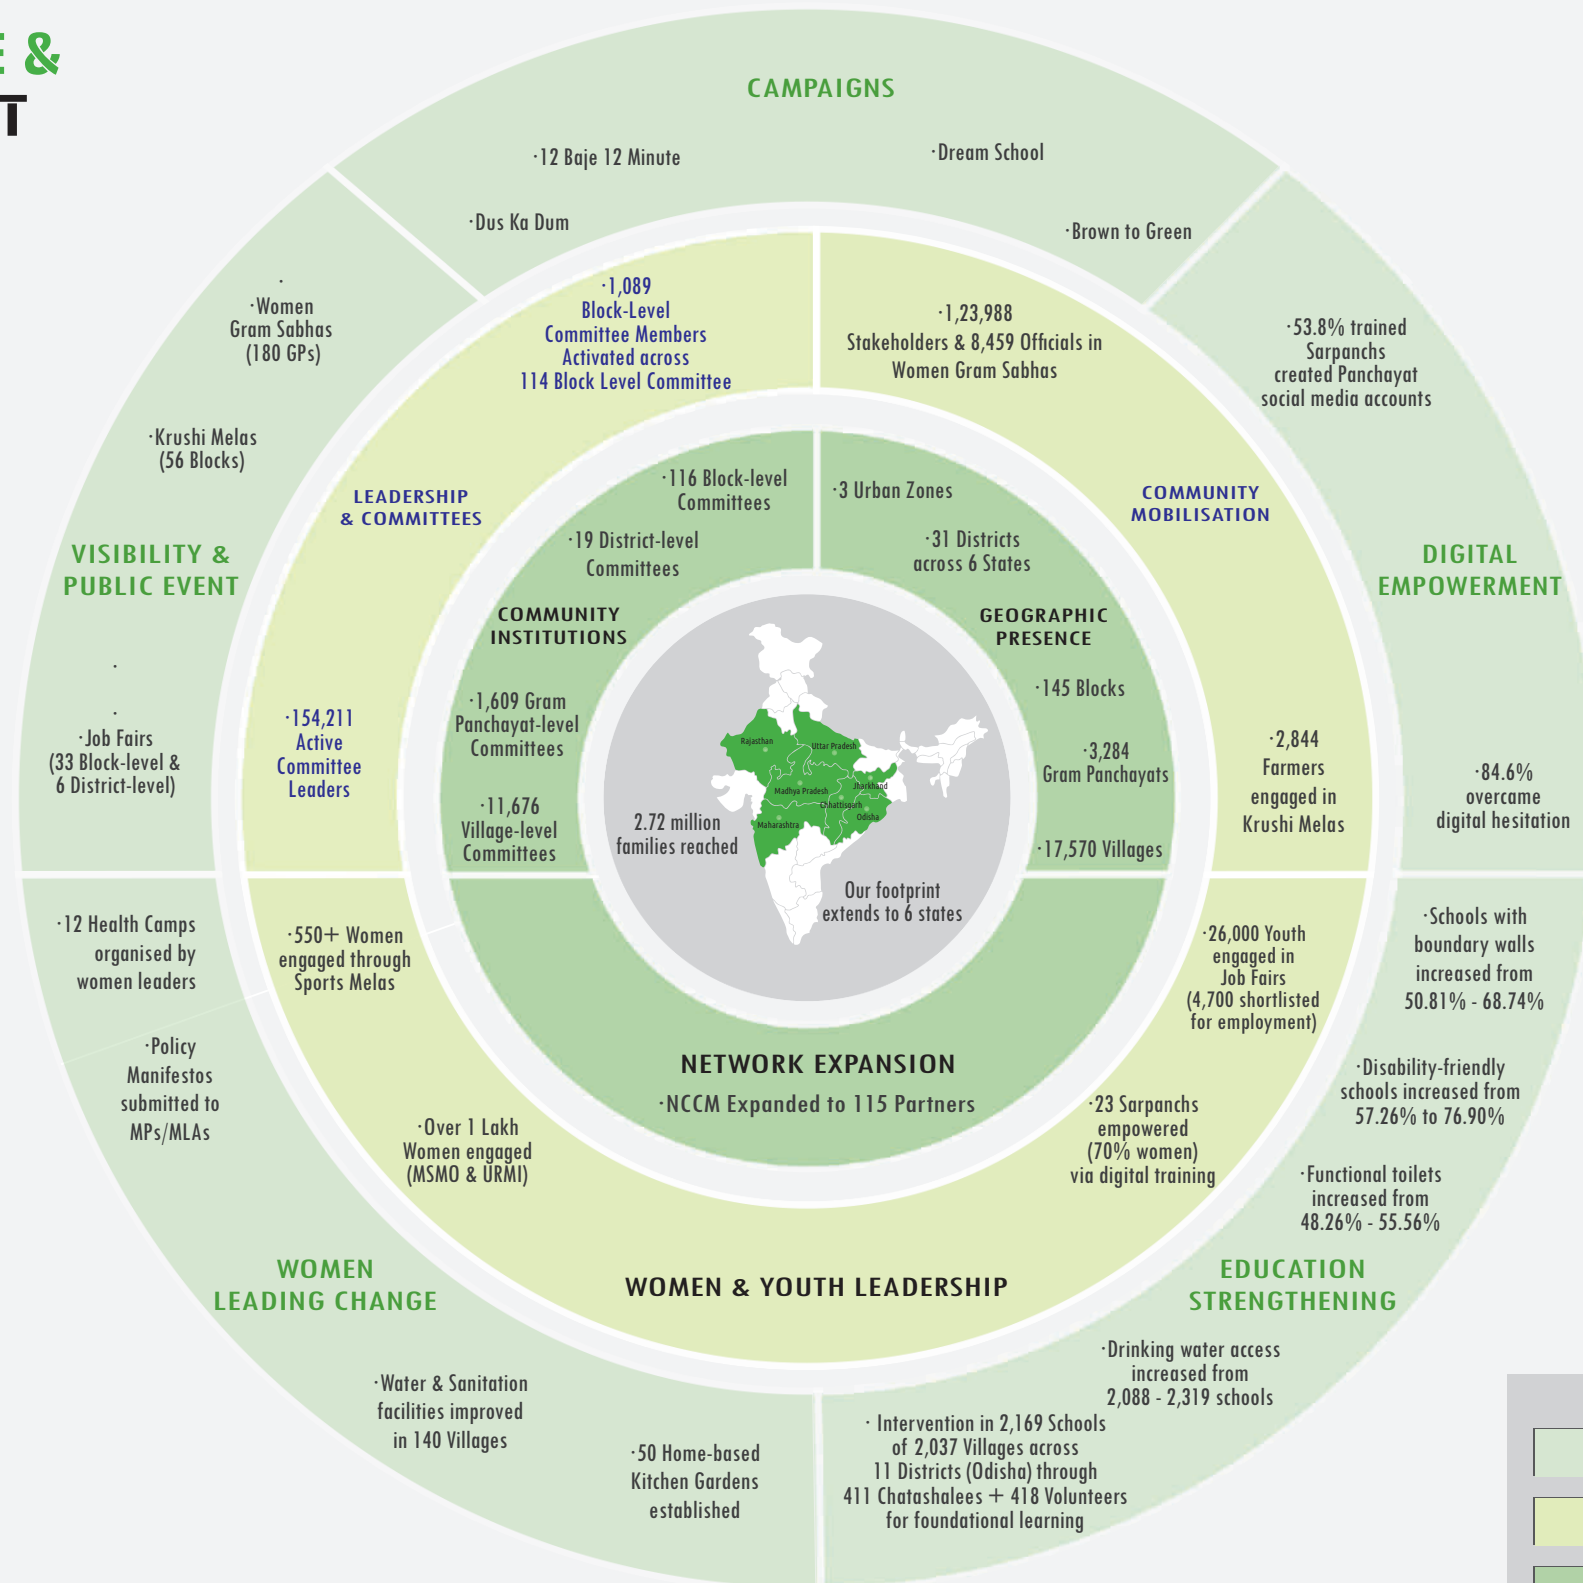 E &
T
CAMPAIGNS
·12 Baje 12 Minute
·Dream School
·Dus Ka Dum
·Brown to Green
·Women
Gram Sabhas
(180 GPs)
·Krushi Melas
(56 Blocks)
VISIBILITY &
PUBLIC EVENT
·Job Fairs
(33 Block-level &
6 District-level)
·53.8% trained
Sarpanchs
created Panchayat
social media accounts
DIGITAL
EMPOWERMENT
·84.6%
overcame
digital hesitation
·1,089
Block-Level
Committee Members
Activated across
114 Block Level Committee
LEADERSHIP
& COMMITTEES
·154,211
Active
Committee
Leaders
·1,23,988
Stakeholders & 8,459 Officials in
Women Gram Sabhas
COMMUNITY
MOBILISATION
·2,844
Farmers
engaged in
Krushi Melas
·116 Block-level
Committees
·19 District-level
Committees
COMMUNITY
INSTITUTIONS
·1,609 Gram
Panchayat-level
Committees
·11,676
Village-level
Committees
·3 Urban Zones
·31 Districts
across 6 States
GEOGRAPHIC
PRESENCE
·145 Blocks
·3,284
Gram Panchayats
·17,570 Villages
Rajasthan
Uttar Pradesh
Madhya Pradesh
Jharkhand
Chhattisgarh
Odisha
Maharashtra
2.72 million
families reached
Our footprint
extends to 6 states
NETWORK EXPANSION
·NCCM Expanded to 115 Partners
·550+ Women
engaged through
Sports Melas
·Over 1 Lakh
Women engaged
(MSMO & URMI)
·26,000 Youth
engaged in
Job Fairs
(4,700 shortlisted
for employment)
·23 Sarpanchs
empowered
(70% women)
via digital training
WOMEN & YOUTH LEADERSHIP
·12 Health Camps
organised by
women leaders
·Policy
Manifestos
submitted to
MPs/MLAs
WOMEN
LEADING CHANGE
·Water & Sanitation
facilities improved
in 140 Villages
·50 Home-based
Kitchen Gardens
established
·Schools with
boundary walls
increased from
50.81% - 68.74%
·Disability-friendly
schools increased from
57.26% to 76.90%
·Functional toilets
increased from
48.26% - 55.56%
EDUCATION
STRENGTHENING
·Drinking water access
increased from
2,088 - 2,319 schools
· Intervention in 2,169 Schools
of 2,037 Villages across
11 Districts (Odisha) through
411 Chatashalees + 418 Volunteers
for foundational learning